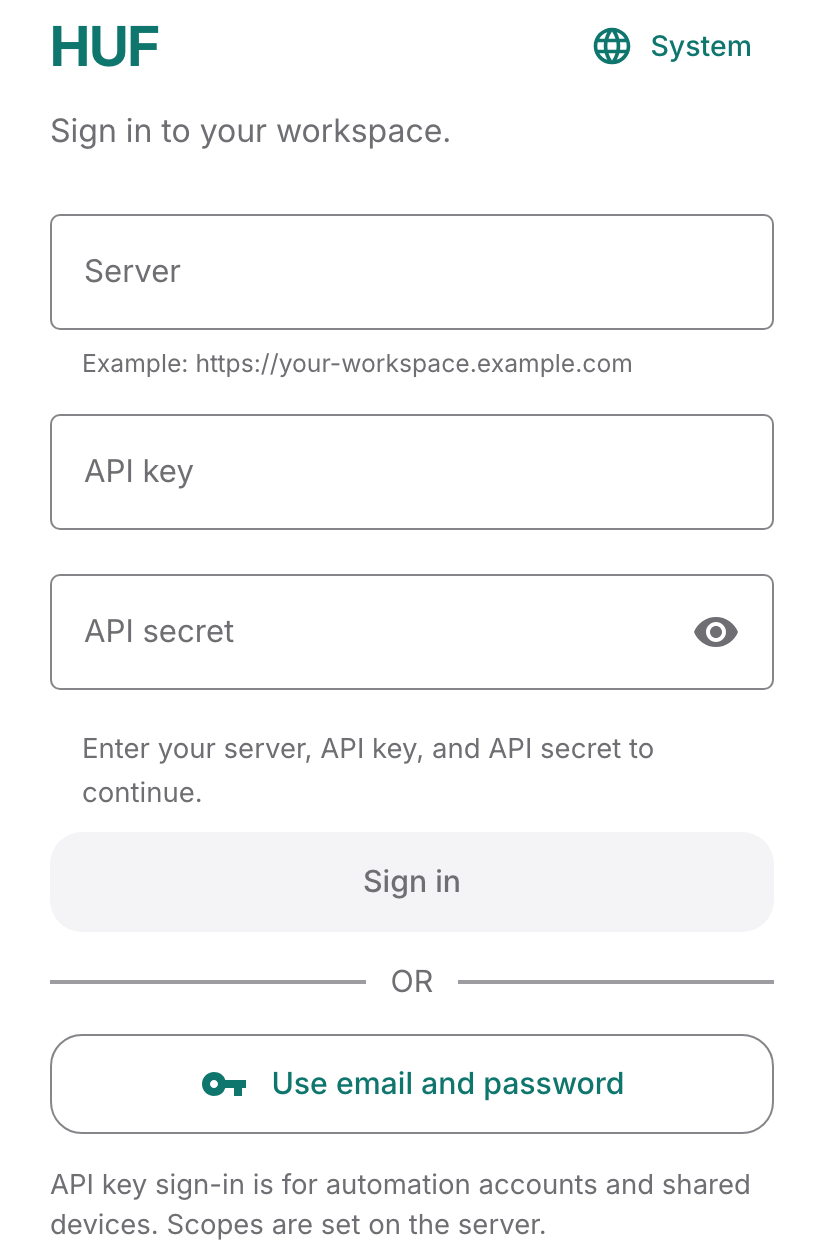 HUF
System
Sign in to your workspace.
Server
Example: https://your-workspace.example.com
API key
API secret
Enter your server, API key, and API secret to
continue.
Sign in
OR
Use email and password
API key sign-in is for automation accounts and shared
devices. Scopes are set on the server.